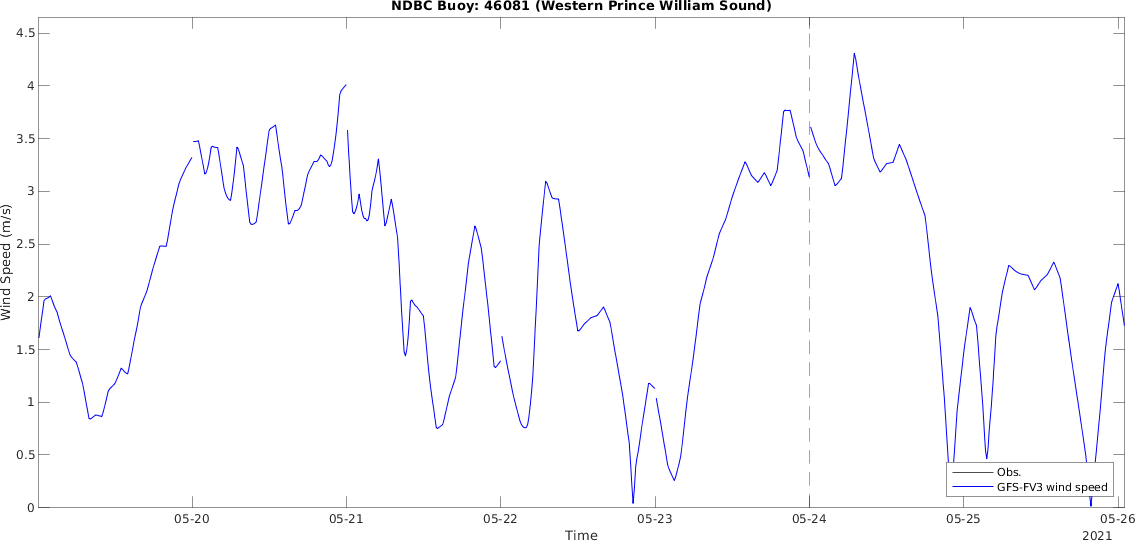 NDBC Buoy: 46081 (Western Prince William Sound)
4.5
4
3.5
3
2.5
2
1.5
1
0.5
0
Wind Speed (m/s)
Obs.
GFS-FV3 wind speed
05-20 05-21 05-22 05-23 05-24 05-25 05-26
Time
2021